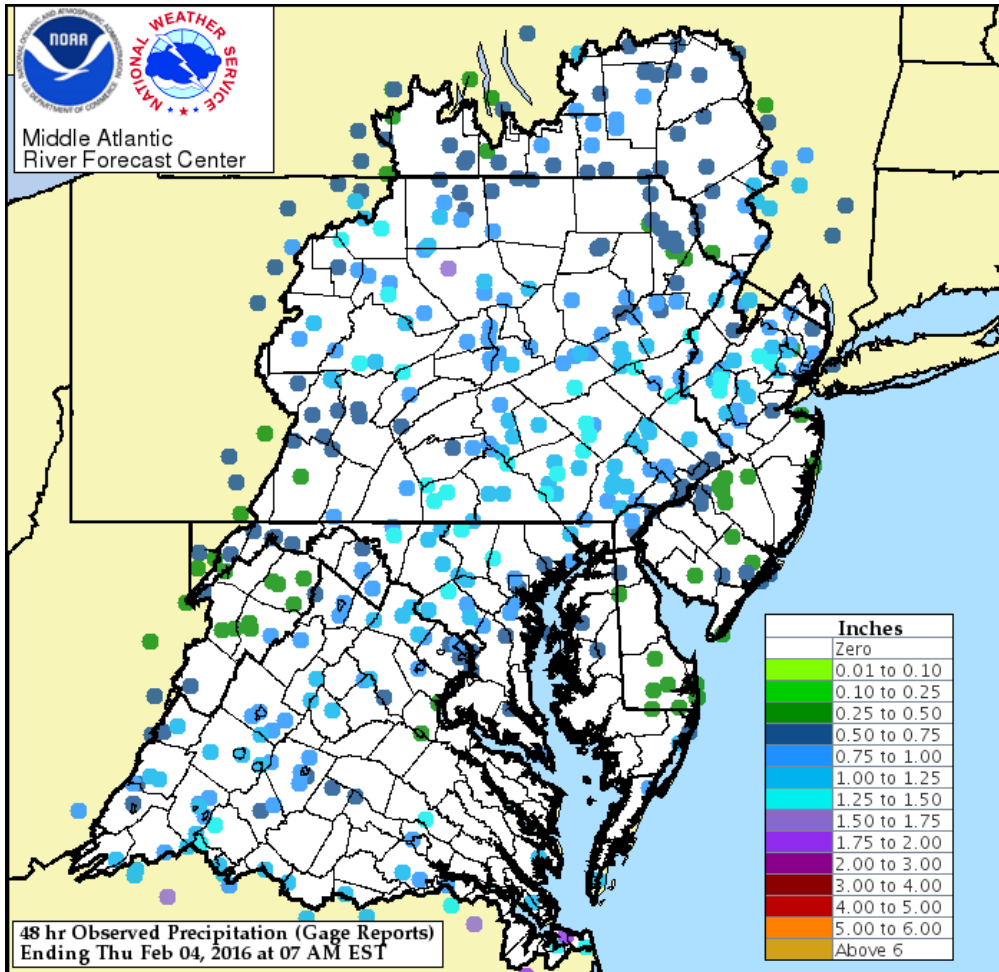 NATIONAL OCEANIC AND ATMOSPHERIC ADMINISTRATION
NOAA
U.S. DEPARTMENT OF COMMERCE
NATIONAL WEATHER SERVICE
Middle Atlantic
River Forecast Center
Inches
Zero
0.01 to 0.10
0.10 to 0.25
0.25 to 0.50
0.50 to 0.75
0.75 to 1.00
1.00 to 1.25
1.25 to 1.50
1.50 to 1.75
1.75 to 2.00
2.00 to 3.00
3.00 to 4.00
4.00 to 5.00
5.00 to 6.00
Above 6
48 hr Observed Precipitation (Gage Reports)
Ending Thu Feb 04, 2016 at 07 AM EST